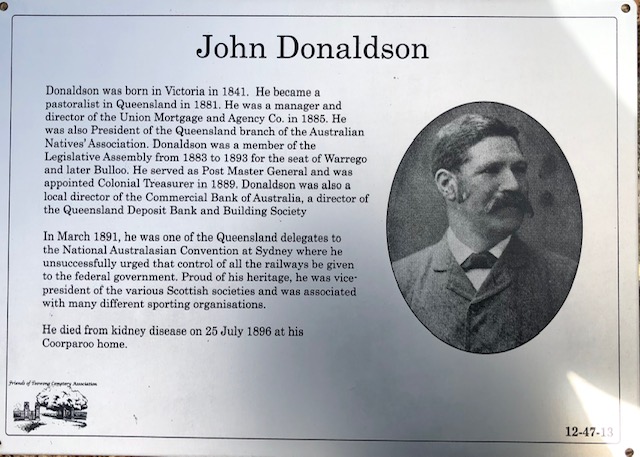 John Donaldson
Donaldson was born in Victoria in 1841. He became a
pastoralist in Queensland in 1881. He was a manager and
director of the Union Mortgage and Agency Co. in 1885. He
was also President of the Queensland branch of the Australian
Natives' Association. Donaldson was a member of the
Legislative Assembly from 1883 to 1893 for the seat of Warrego
and later Bulloo. He served as Post Master General and was
appointed Colonial Treasurer in 1889. Donaldson was also a
local director of the Commercial Bank of Australia, a director of
the Queensland Deposit Bank and Building Society
In March 1891, he was one of the Queensland delegates to
the National Australasian Convention at Sydney where he
unsuccessfully urged that control of all the railways be given
to the federal government. Proud of his heritage, he was vice-
president of the various Scottish societies and was associated
with many different sporting organisations.
He died from kidney disease on 25 July 1896 at his
Coorparoo home.
Friends of Toowong Cemetery Association
12-47-13